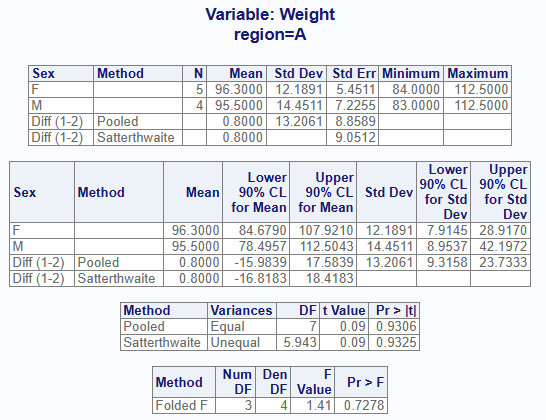 Variable: Weight
region=A
Sex Method N Mean Std Dev Std Err Minimum Maximum
F 5 96.3000 12.1891 5.4511 84.0000 112.5000
M 4 95.5000 14.4511 7.2255 83.0000 112.5000
Diff (1-2) Pooled 0.8000 13.2061 8.8589
Diff (1-2) Satterthwaite 0.8000 9.0512
Sex Method Mean Lower 90% CL for Mean Upper 90% CL for Mean Std Dev Lower 90% CL for Std Dev Upper 90% CL for Std Dev
F 96.3000 84.6790 107.9210 12.1891 7.9145 28.9170
M 95.5000 78.4957 112.5043 14.4511 8.9537 42.1972
Diff (1-2) Pooled 0.8000 -15.9839 17.5839 13.2061 9.3158 23.7333
Diff (1-2) Satterthwaite 0.8000 -16.8183 18.4183
Method Variances DF t Value Pr > |t|
Pooled Equal 7 0.09 0.9306
Satterthwaite Unequal 5.943 0.09 0.9325
Method Num DF Den DF F Value Pr > F
Folded F 3 4 1.41 0.7278